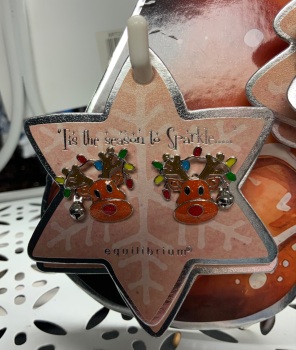 'Tis the season to Sparkle.....
equilibrium®